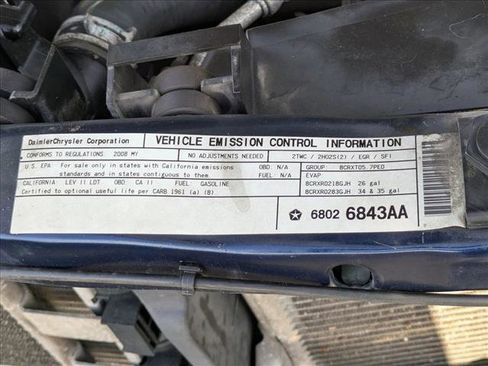 DaimlerChrysler Corporation VEHICLE EMISSION CONTROL INFORMATION
CONFORMS TO REGULATIONS: 2008 MY NO ADJUSTMENTS NEEDED 2TWC / 2HO2S(2) / EGR / SFI
U.S. EPA: For sale only in states with California emissions OBD: N/A GROUP: 8CRXT05.7PE0
standards and in states contiguous thereto. FUEL: N/A EVAP:
CALIFORNIA: LEV II LDT OBD: CA II FUEL: GASOLINE 8CRXR0218GJH 26 gal
Certified to optional useful life per CARB 1961 (a) (8) 8CRXR0283GJH 34 & 35 gal
6802 6843AA